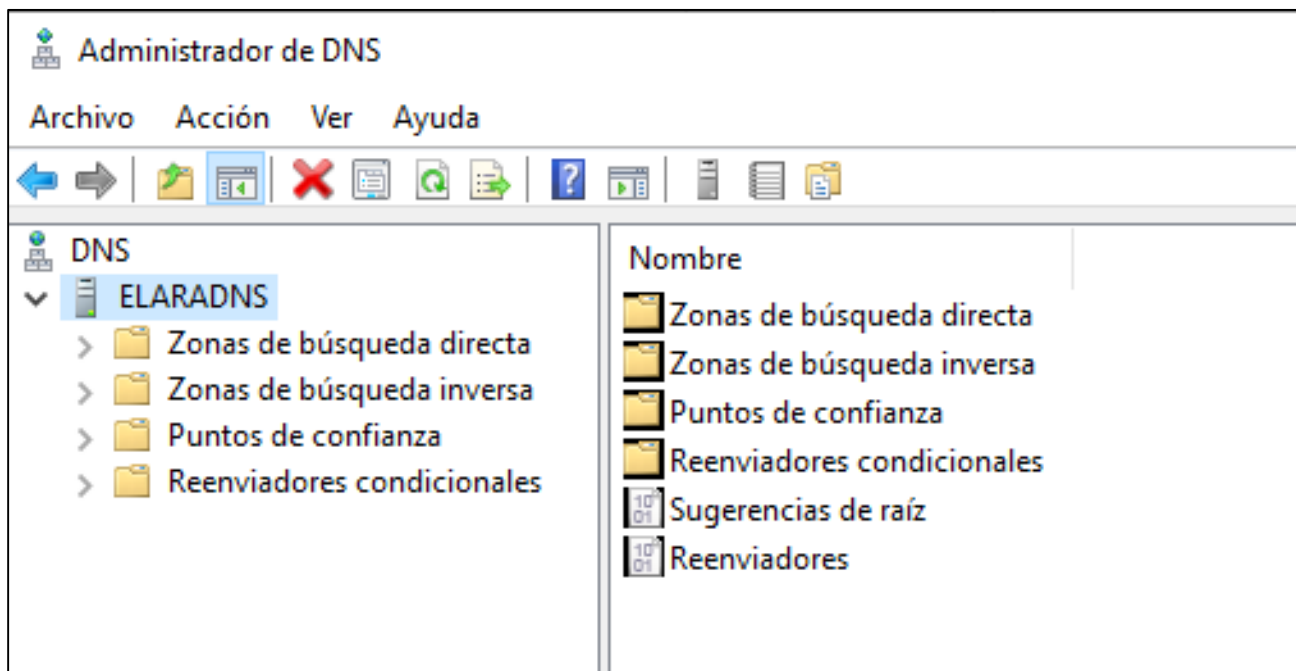 Administrador de DNS
Archivo Acción Ver Ayuda
DNS
ELARADNS
Zonas de búsqueda directa
Zonas de búsqueda inversa
Puntos de confianza
Reenviadores condicionales
Nombre
Zonas de búsqueda directa
Zonas de búsqueda inversa
Puntos de confianza
Reenviadores condicionales
Sugerencias de raíz
Reenviadores